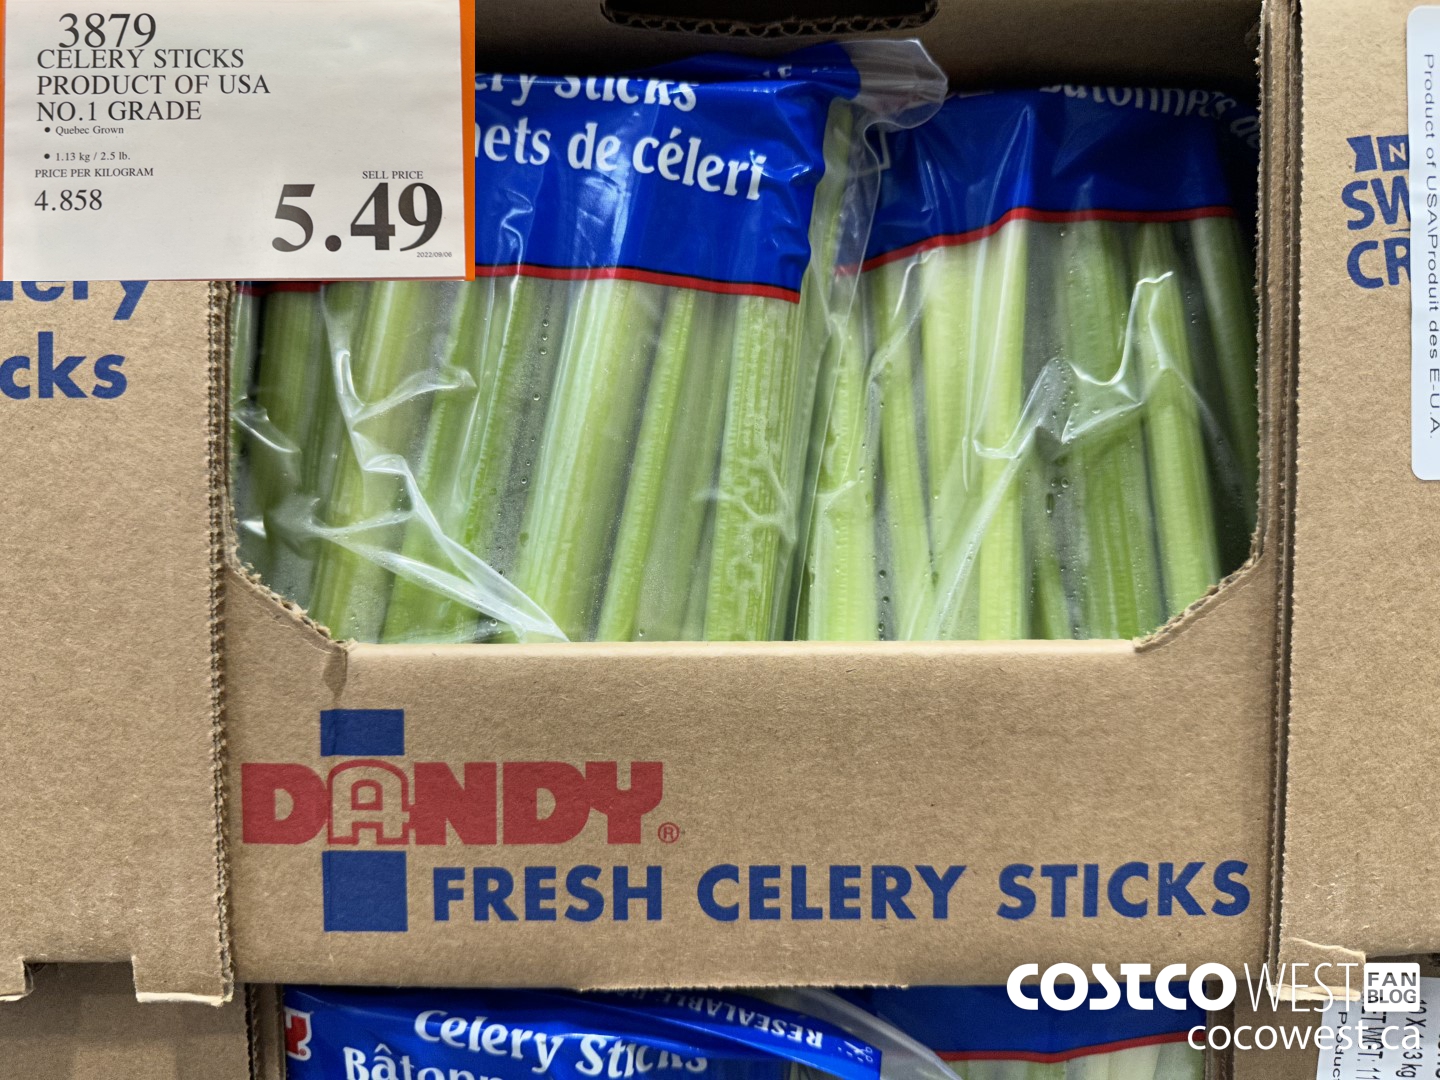 3879
CELERY STICKS
PRODUCT OF USA
NO.1 GRADE
• Quebec Grown
• 1.13 kg / 2.5 lb.
PRICE PER KILOGRAM
4.858
SELL PRICE
5.49
2022/09/06
Sticks
de céleri
Product of USA\Produit des E-U.A.
DANDY®
FRESH CELERY STICKS
RESEALABLE
Celery Sticks
COSTCO WEST FAN BLOG
cocowest.ca